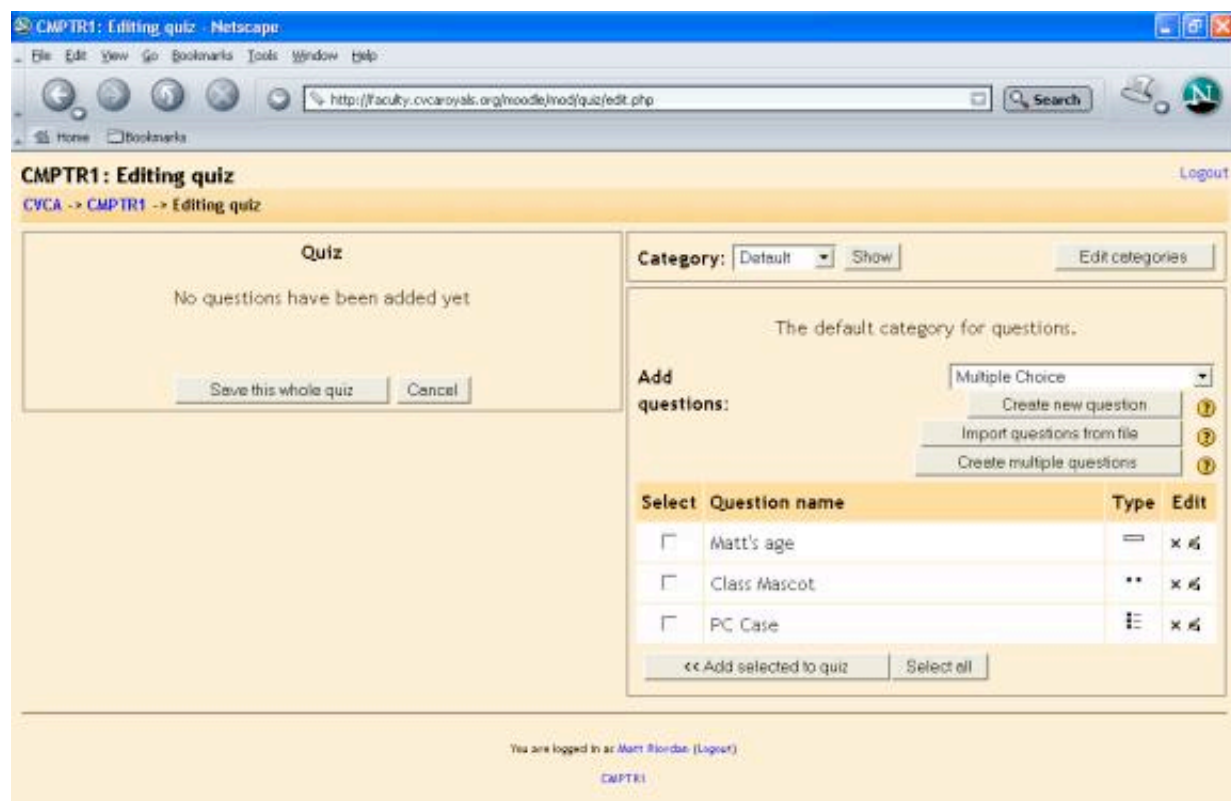 CMPTR1: Editing quiz - Netscape
File Edit View Go Bookmarks Tools Window Help
http://faculty.cvcaroyals.org/moodle/mod/quiz/edit.php
Search
N
Home Bookmarks
CMPTR1: Editing quiz
Logout
CVCA -> CMPTR1 -> Editing quiz
Quiz
No questions have been added yet
Save this whole quiz Cancel
Category: Default Show Edit categories
The default category for questions.
Add questions:
Multiple Choice
Create new question ?
Import questions from file ?
Create multiple questions ?
Select Question name Type Edit
Matt's age
Class Mascot
PC Case
<< Add selected to quiz Select all
You are logged in as Matt Riordan (Logout)
CMPTR1